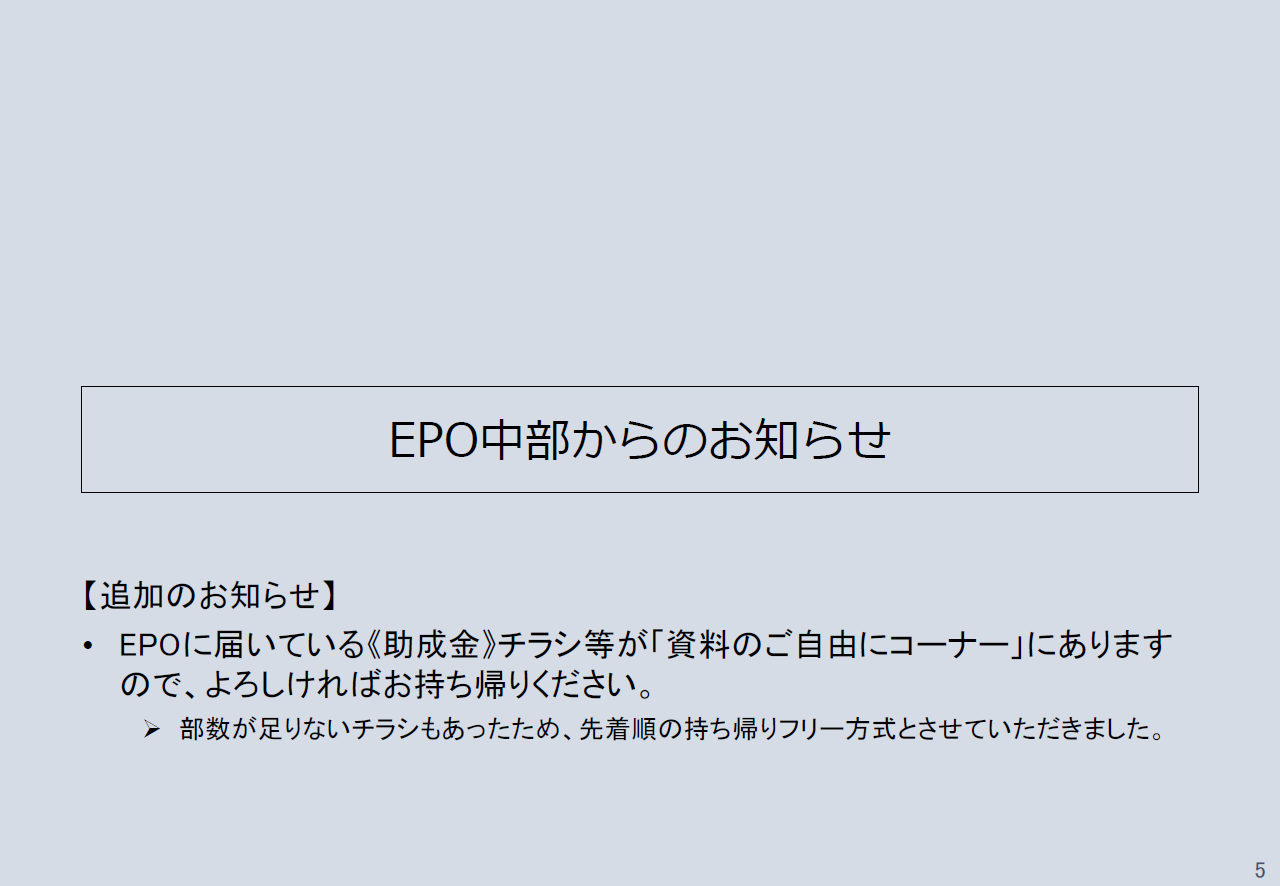 EPO中部からのお知らせ
【追加のお知らせ】
• EPOに届いている《助成金》チラシ等が「資料のご自由にコーナー」にあります
ので、よろしければお持ち帰りください。
➢ 部数が足りないチラシもあったため、先着順の持ち帰りフリー方式とさせていただきました。
5